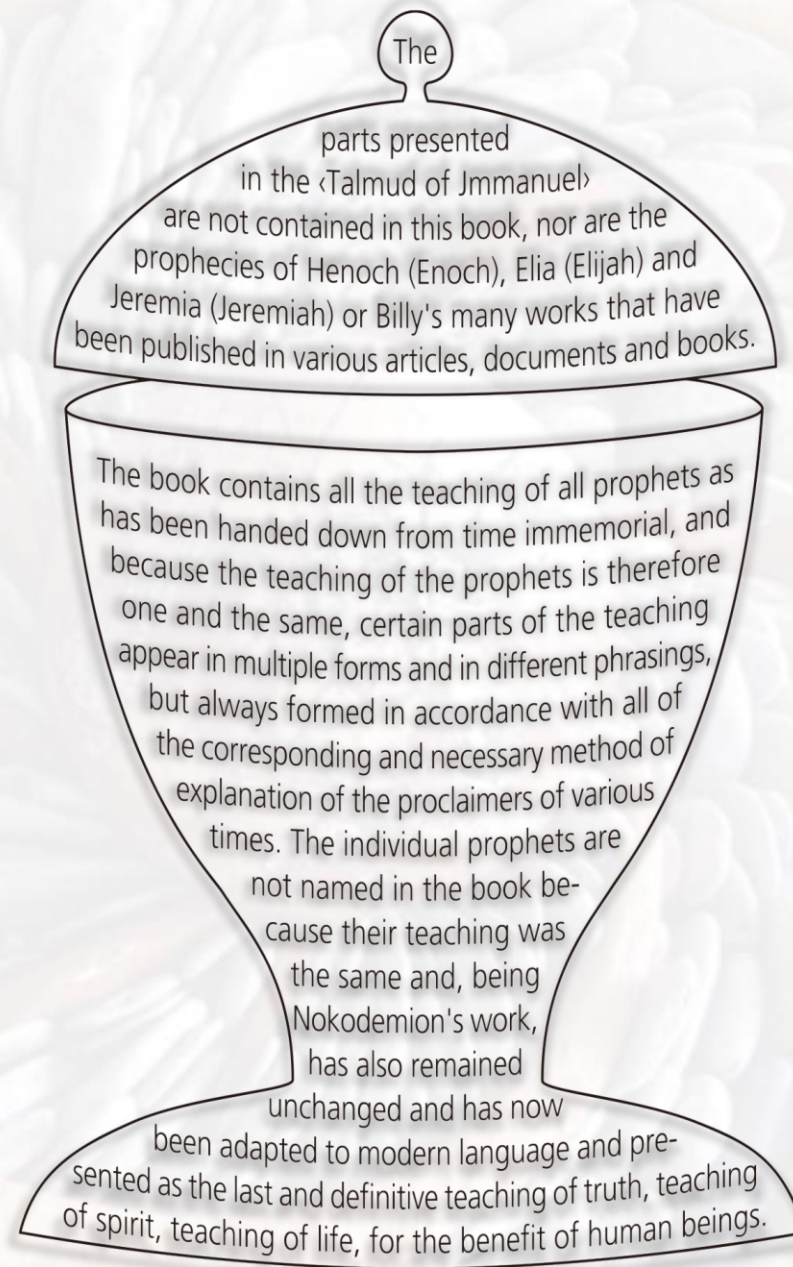 The
parts presented
in the ‹Talmud of Jmmanuel›
are not contained in this book, nor are the
prophecies of Henoch (Enoch), Elia (Elijah) and
Jeremia (Jeremiah) or Billy's many works that have
been published in various articles, documents and books.
The book contains all the teaching of all prophets as
has been handed down from time immemorial, and
because the teaching of the prophets is therefore
one and the same, certain parts of the teaching
appear in multiple forms and in different phrasings,
but always formed in accordance with all of
the corresponding and necessary method of
explanation of the proclaimers of various
times. The individual prophets are
not named in the book be-
cause their teaching was
the same and, being
Nokodemion's work,
has also remained
unchanged and has now
been adapted to modern language and pre-
sented as the last and definitive teaching of truth, teaching
of spirit, teaching of life, for the benefit of human beings.